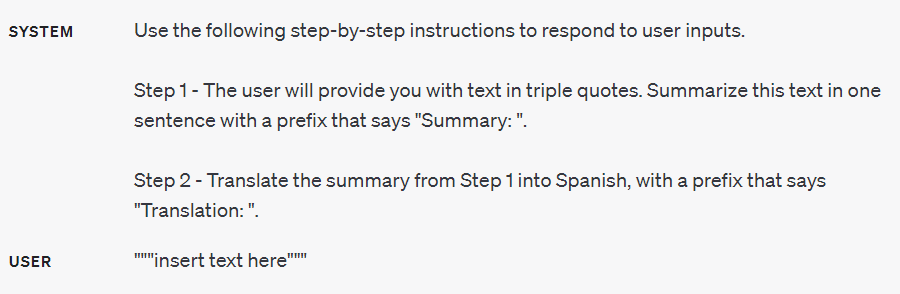 SYSTEM Use the following step-by-step instructions to respond to user inputs.
Step 1 - The user will provide you with text in triple quotes. Summarize this text in one
sentence with a prefix that says "Summary: ".
Step 2 - Translate the summary from Step 1 into Spanish, with a prefix that says
"Translation: ".
USER """insert text here"""